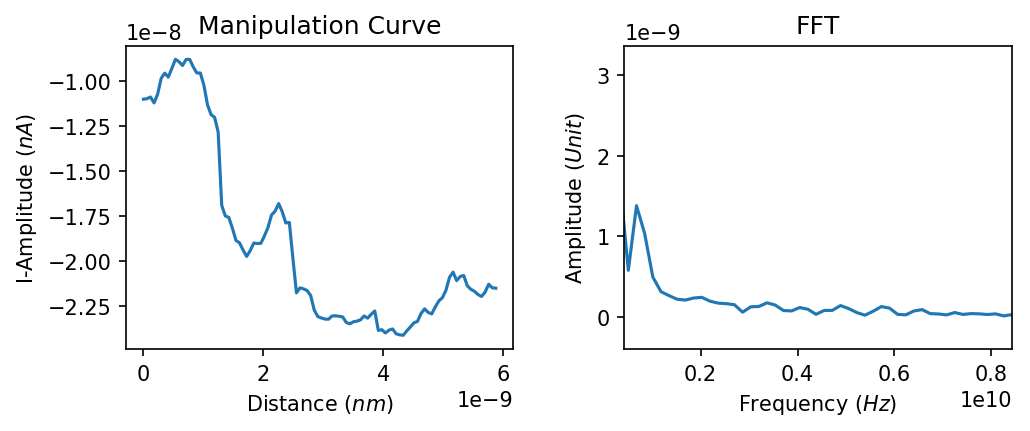 Manipulation Curve
1e−8
I-Amplitude (nA)
−1.00
−1.25
−1.50
−1.75
−2.00
−2.25
0 2 4 6
1e−9
Distance (nm)
FFT
1e−9
Amplitude (Unit)
3
2
1
0
0.2 0.4 0.6 0.8
1e10
Frequency (Hz)